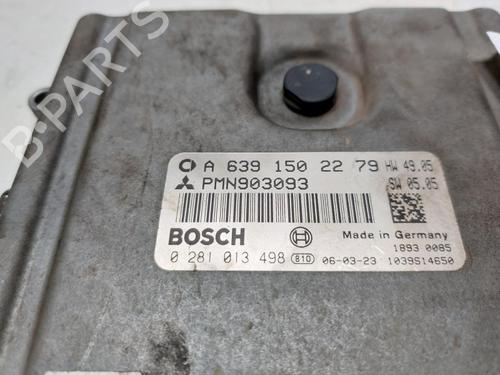 A 639 150 22 79 HW 49.05
PMN903093 SW 05.05
BOSCH Made in Germany
1893 0085
0 281 013 498 810 06-03-23 1039S14650
B-PARTS